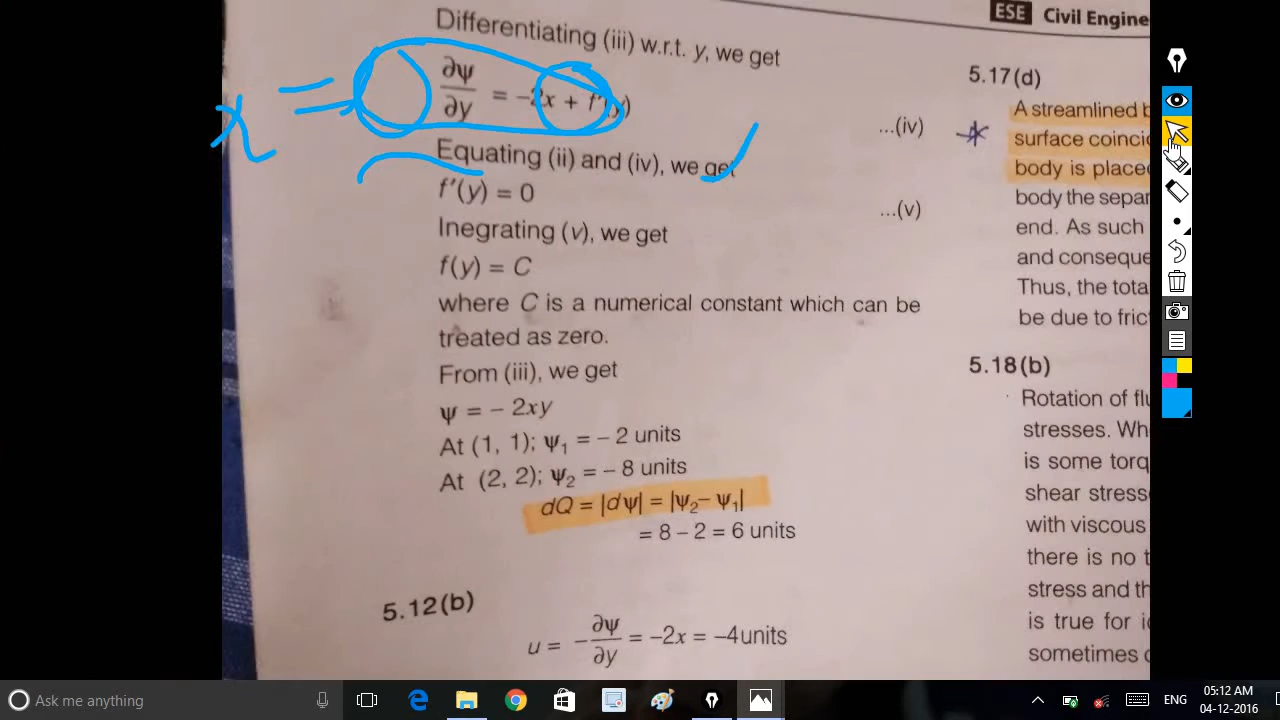 ESE Civil Engine
Differentiating (iii) w.r.t. y, we get
∂ψ/∂y = -2x + f'(y) ...(iv)
Equating (ii) and (iv), we get
f'(y) = 0 ...(v)
Inegrating (v), we get
f(y) = C
where C is a numerical constant which can be
treated as zero.
From (iii), we get
ψ = - 2xy
At (1, 1); ψ₁ = - 2 units
At (2, 2); ψ₂ = - 8 units
dQ = |dψ| = |ψ₂- ψ₁|
= 8 - 2 = 6 units
5.12(b)
u = -∂ψ/∂y = -2x = -4units
x =
5.17(d)
A streamlined b
surface coinci
body is place
body the separ
end. As such
and conseque
Thus, the tota
be due to frict
5.18(b)
Rotation of flu
stresses. Wh
is some torq
shear stress
with viscous
there is no t
stress and th
is true for i
sometimes
Ask me anything
ENG
05:12 AM
04-12-2016